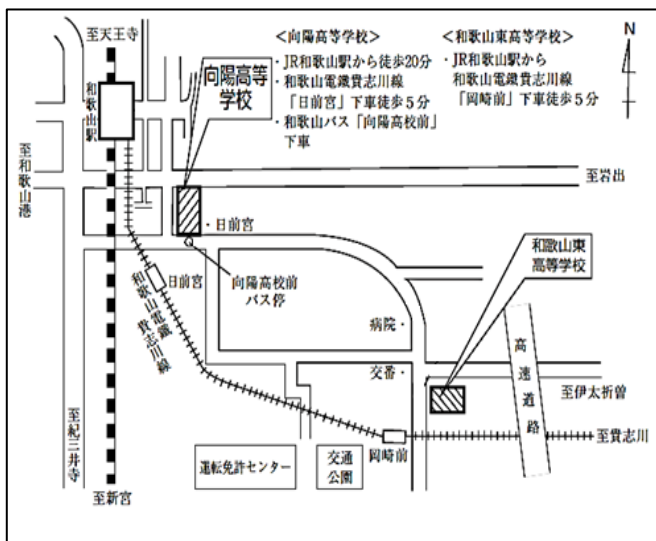 至天王寺
<向陽高等学校>
・JR和歌山駅から徒歩20分
・和歌山電鐵貴志川線
「日前宮」下車徒歩5分
・和歌山バス「向陽高校前」
下車
<和歌山東高等学校>
・JR和歌山駅から
和歌山電鐵貴志川線
「岡崎前」下車徒歩5分
N
向陽高等
学校
和歌山駅
至和歌山港
至岩出
・日前宮
和歌山東
高等学校
日前宮
向陽高校前
バス停
和歌山電鐵
貴志川線
病院・
高速道路
交番・
至伊太祈曽
至紀三井寺
岡崎前
至貴志川
運転免許センター
交通
公園
至新宮